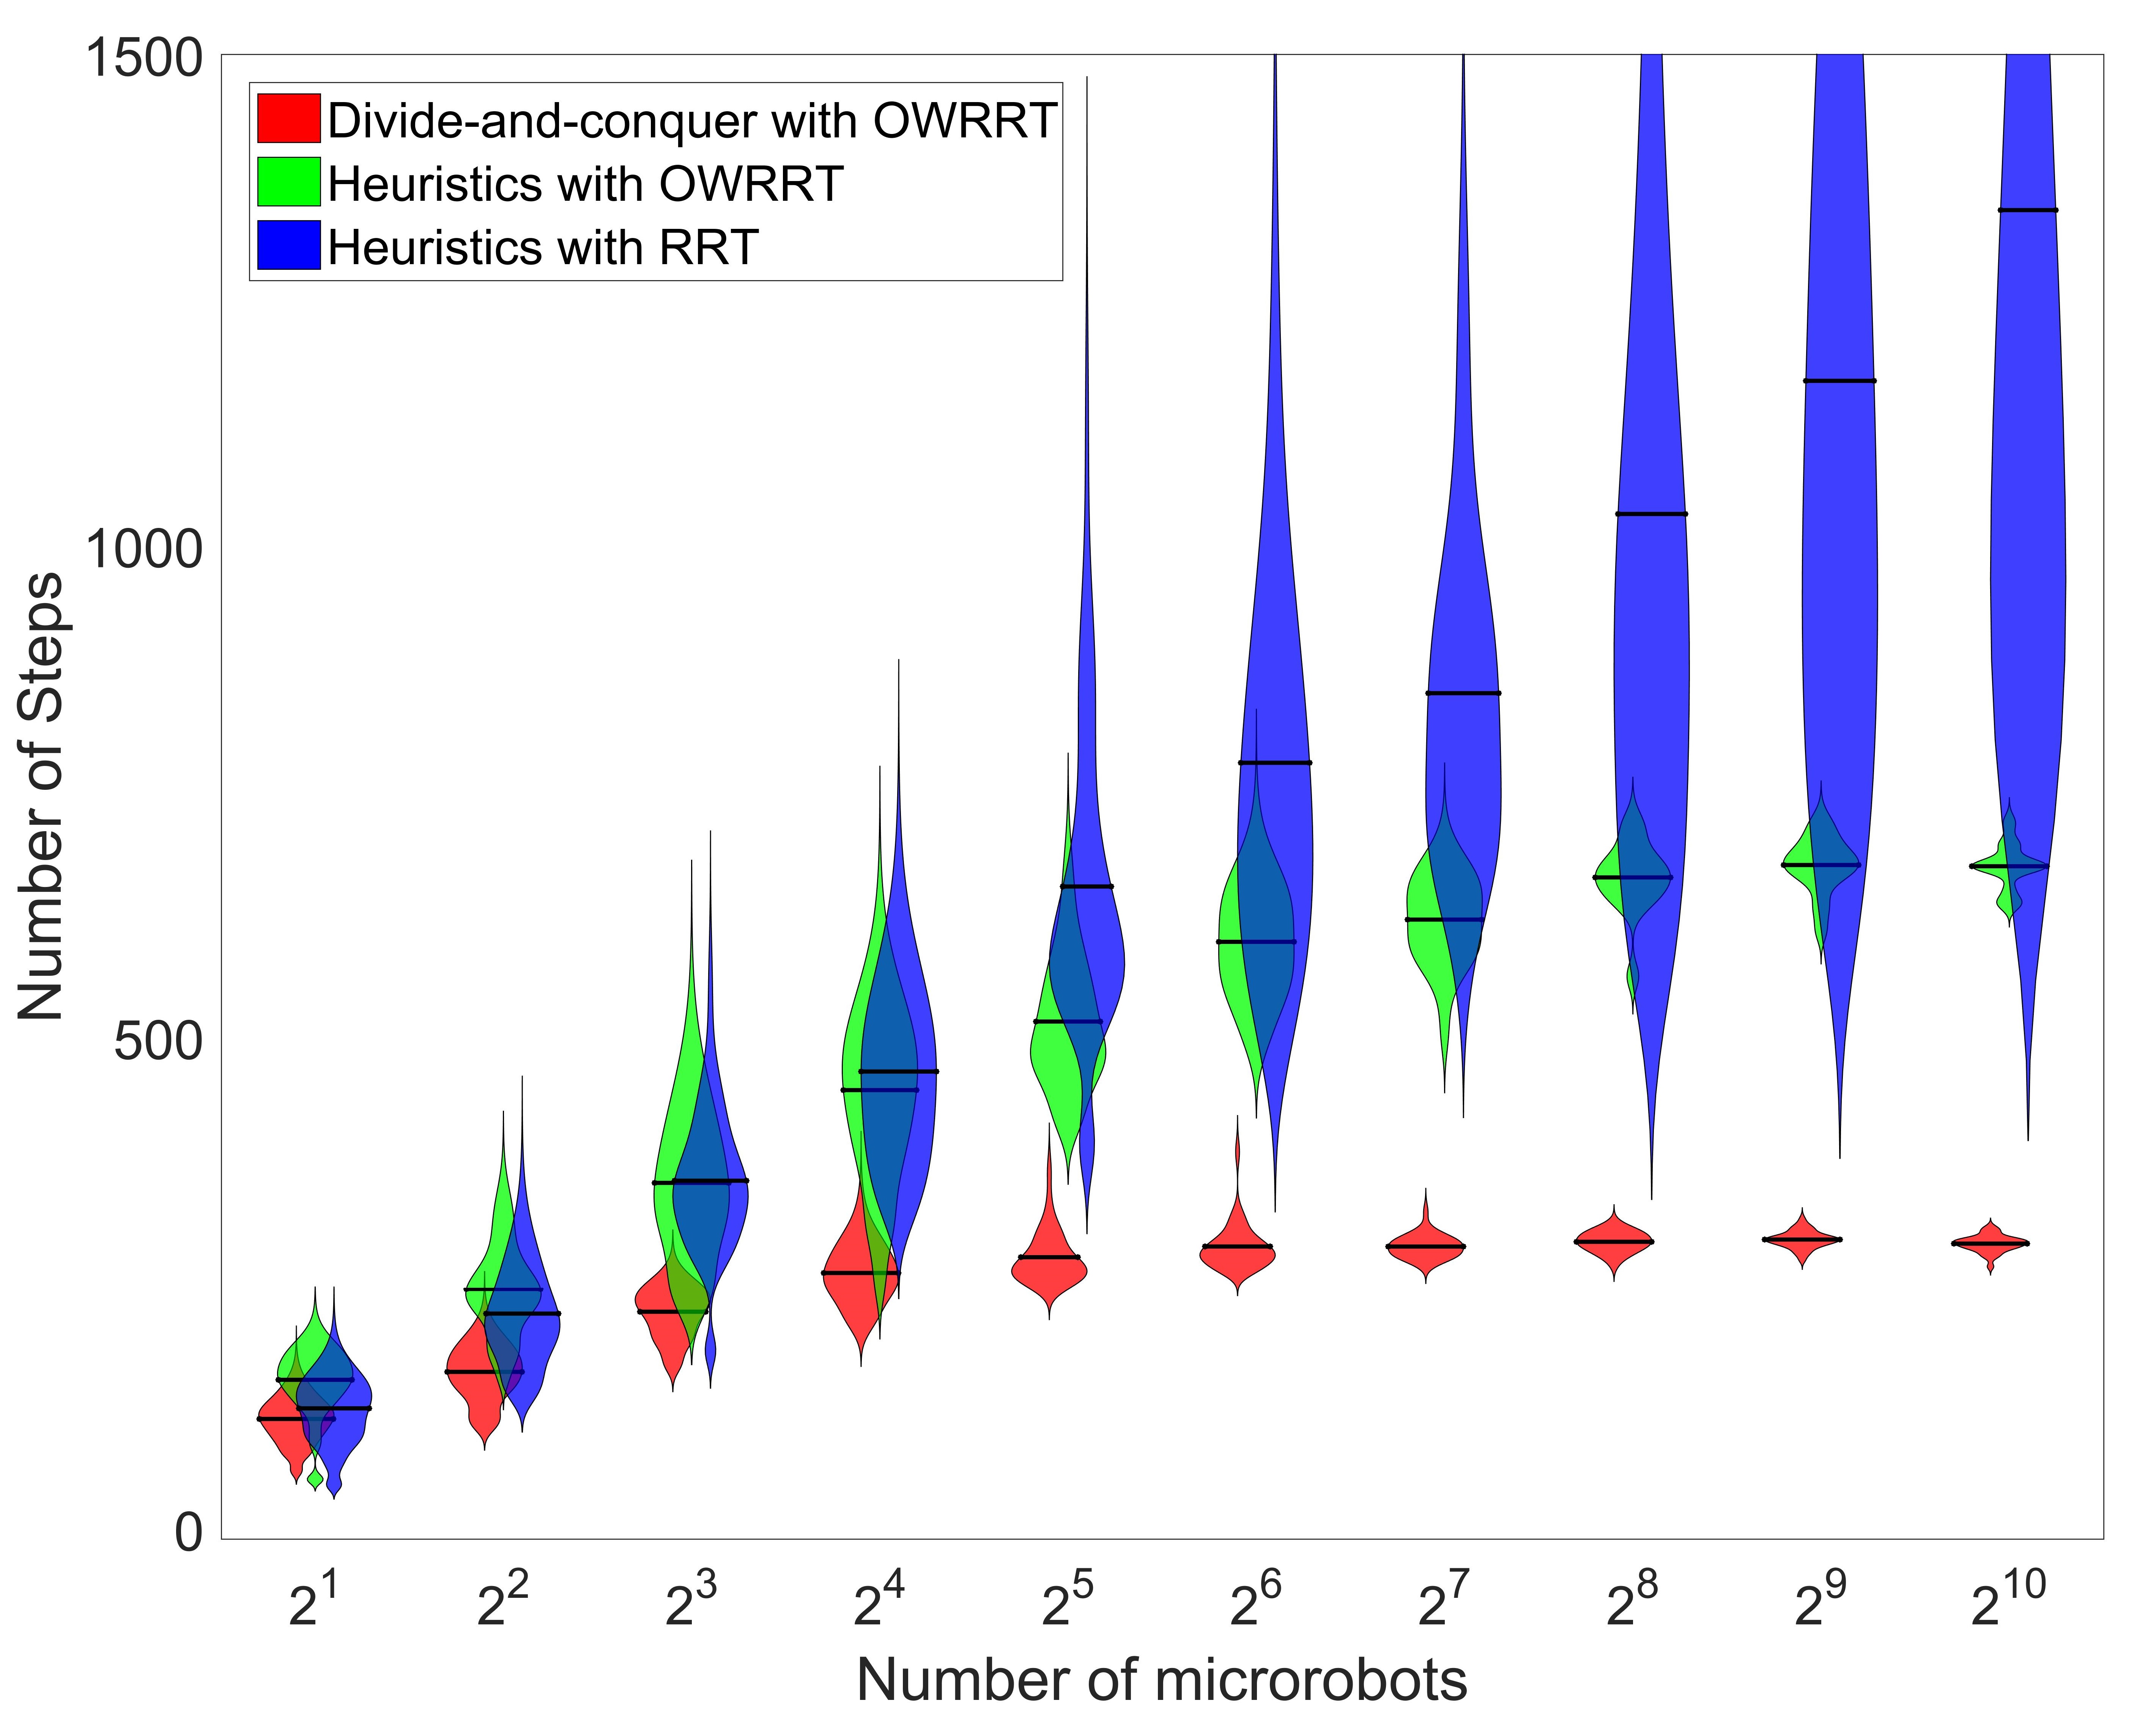 1500
1000
500
0
Number of Steps
Divide-and-conquer with OWRRT
Heuristics with OWRRT
Heuristics with RRT
2^1 2^2 2^3 2^4 2^5 2^6 2^7 2^8 2^9 2^10
Number of microrobots